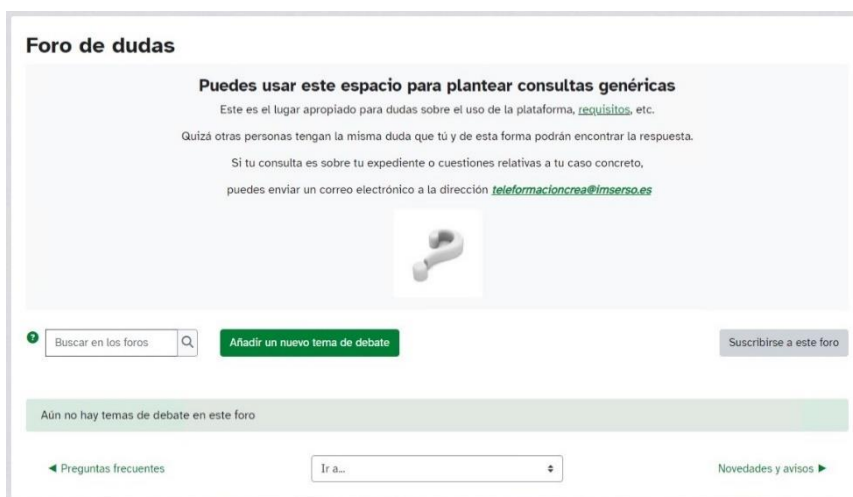 Foro de dudas
Puedes usar este espacio para plantear consultas genéricas
Este es el lugar apropiado para dudas sobre el uso de la plataforma, requisitos, etc.
Quizá otras personas tengan la misma duda que tú y de esta forma podrán encontrar la respuesta.
Si tu consulta es sobre tu expediente o cuestiones relativas a tu caso concreto,
puedes enviar un correo electrónico a la dirección teleformacioncrea@imserso.es
Buscar en los foros
Añadir un nuevo tema de debate
Suscribirse a este foro
Aún no hay temas de debate en este foro
◀ Preguntas frecuentes
Ir a...
Novedades y avisos ▶